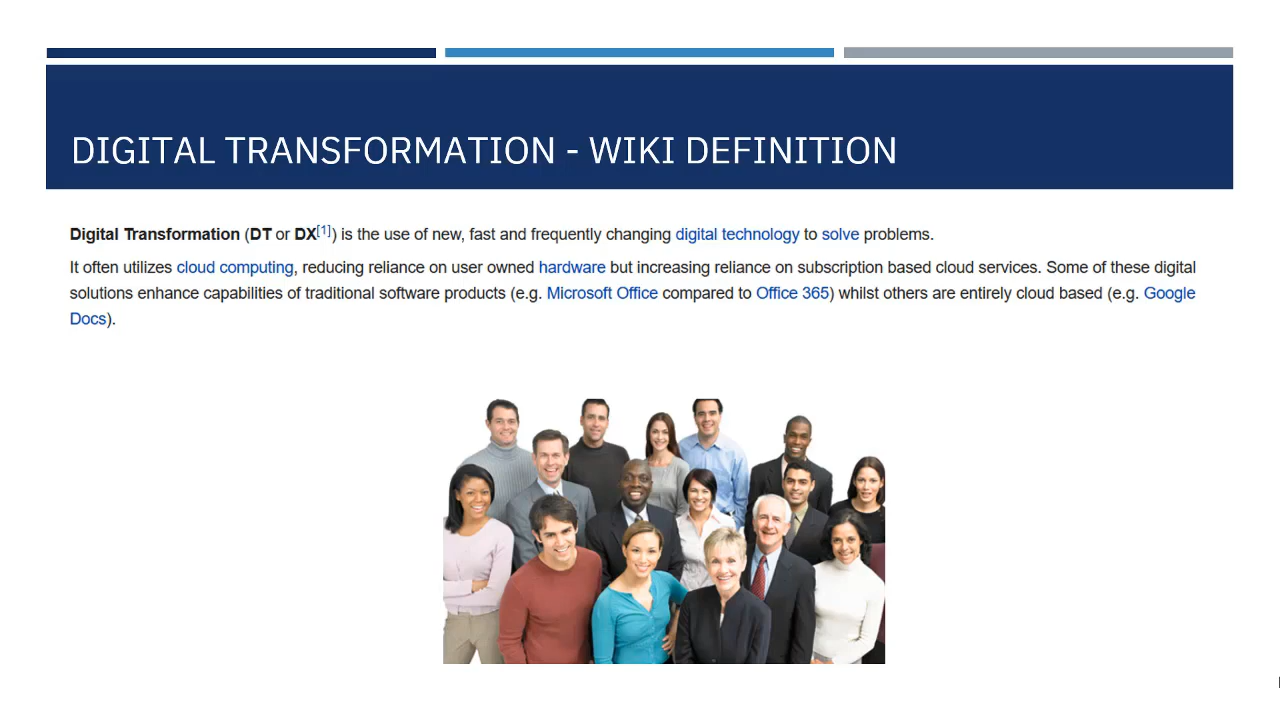 DIGITAL TRANSFORMATION - WIKI DEFINITION
Digital Transformation (DT or DX[1]) is the use of new, fast and frequently changing digital technology to solve problems.
It often utilizes cloud computing, reducing reliance on user owned hardware but increasing reliance on subscription based cloud services. Some of these digital
solutions enhance capabilities of traditional software products (e.g. Microsoft Office compared to Office 365) whilst others are entirely cloud based (e.g. Google
Docs).